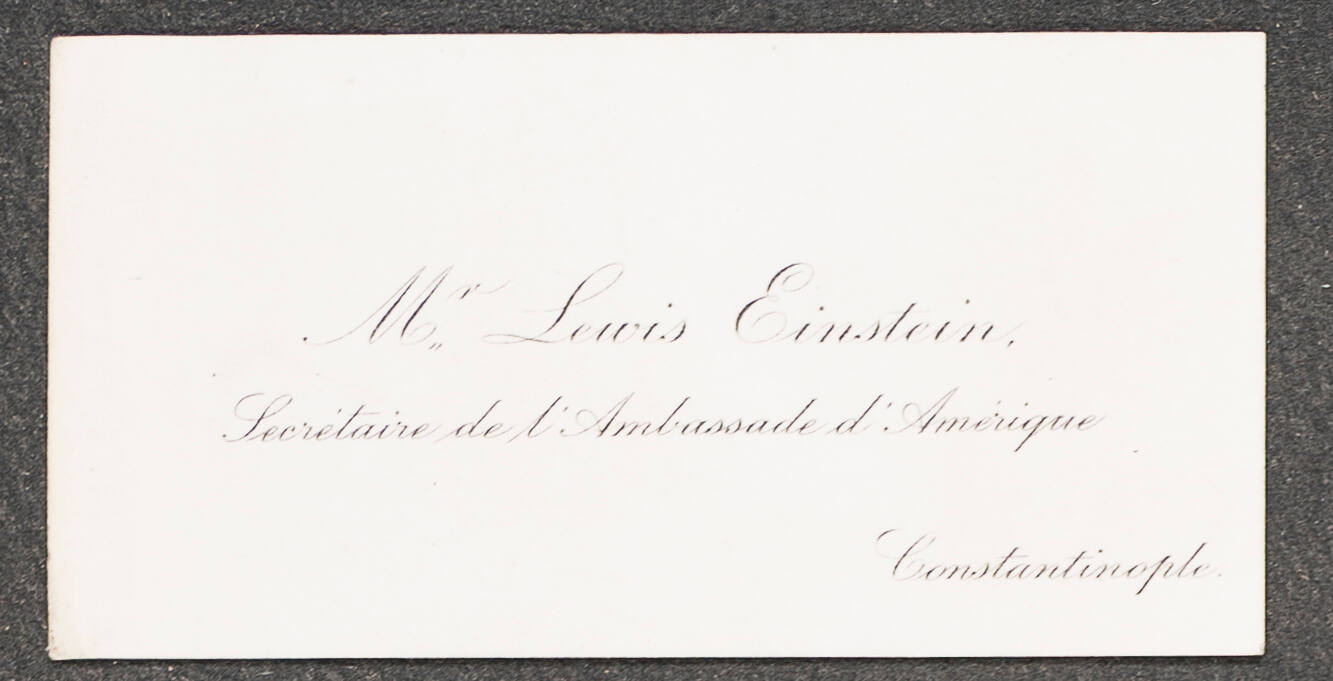 Mr Lewis Einstein,
Secrétaire de l'Ambassade d'Amérique
Constantinople.